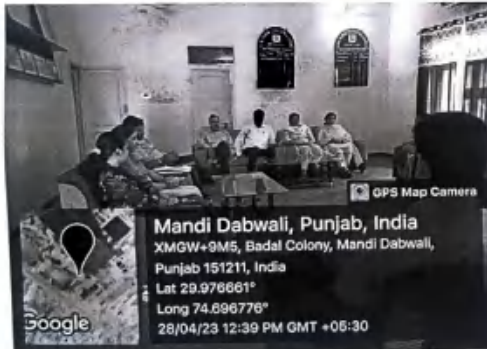 GPS Map Camera
Mandi Dabwali, Punjab, India
XMGW+9M5, Badal Colony, Mandi Dabwali,
Punjab 151211, India
Lat 29.976661°
Long 74.696776°
28/04/23 12:39 PM GMT +05:30
Google